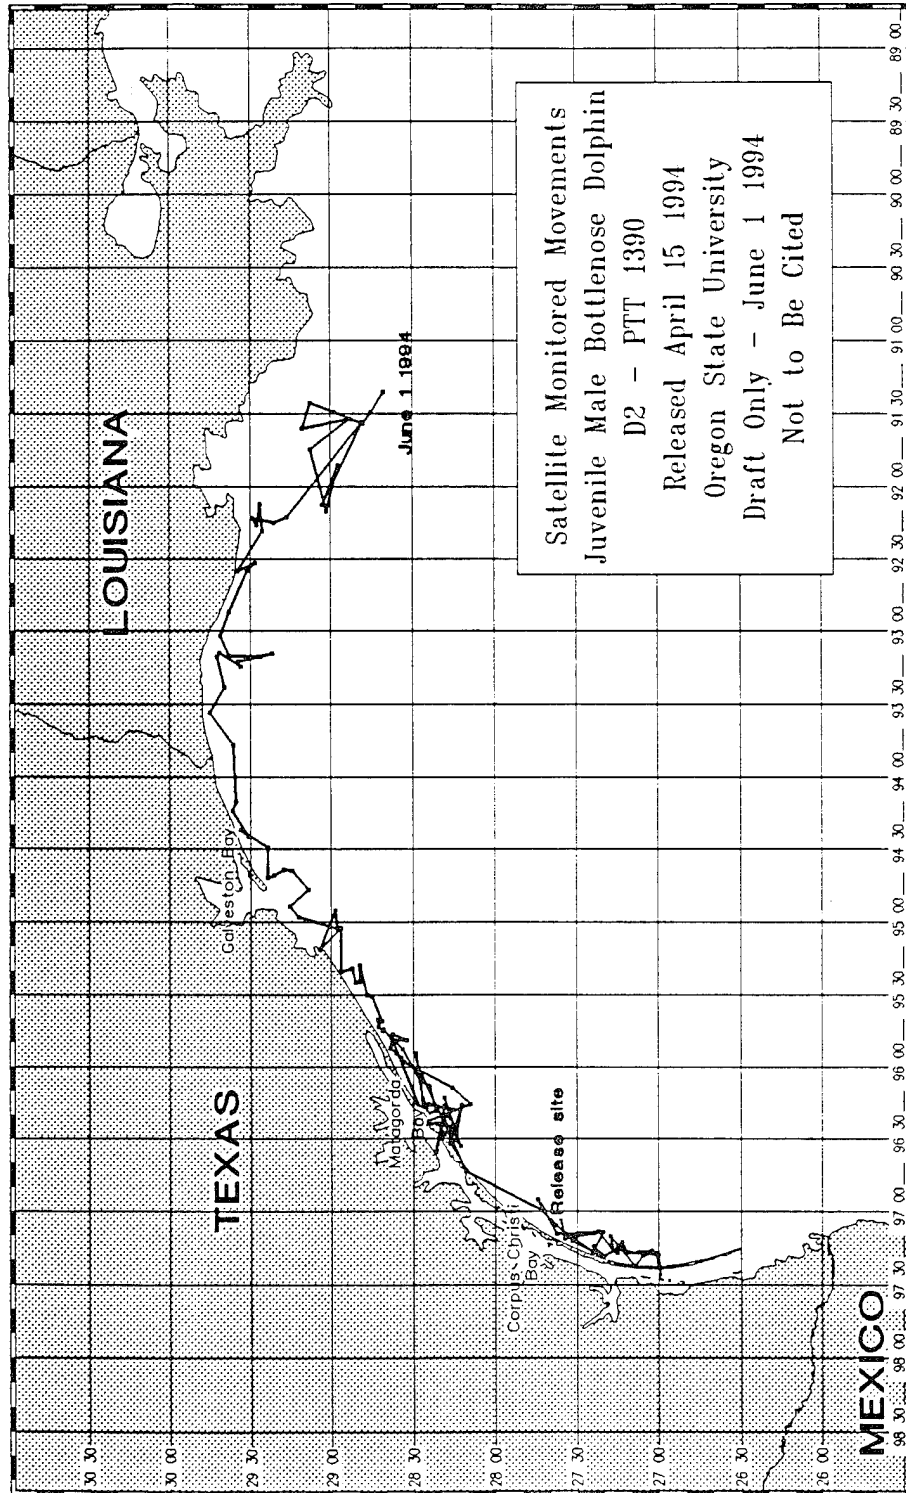 LOUISIANA
TEXAS
MEXICO
Galveston Bay
Matagorda
Bay
Corpus Christi
Bay
Release site
June 1 1994
Satellite Monitored Movements
Juvenile Male Bottlenose Dolphin
D2 - PTT 1390
Released April 15 1994
Oregon State University
Draft Only - June 1 1994
Not to Be Cited
30 30
30 00
29 30
29 00
28 30
28 00
27 30
27 00
26 30
26 00
98 30
98 00
97 30
97 00
96 30
96 00
95 30
95 00
94 30
94 00
93 30
93 00
92 30
92 00
91 30
91 00
90 30
90 00
89 30
89 00